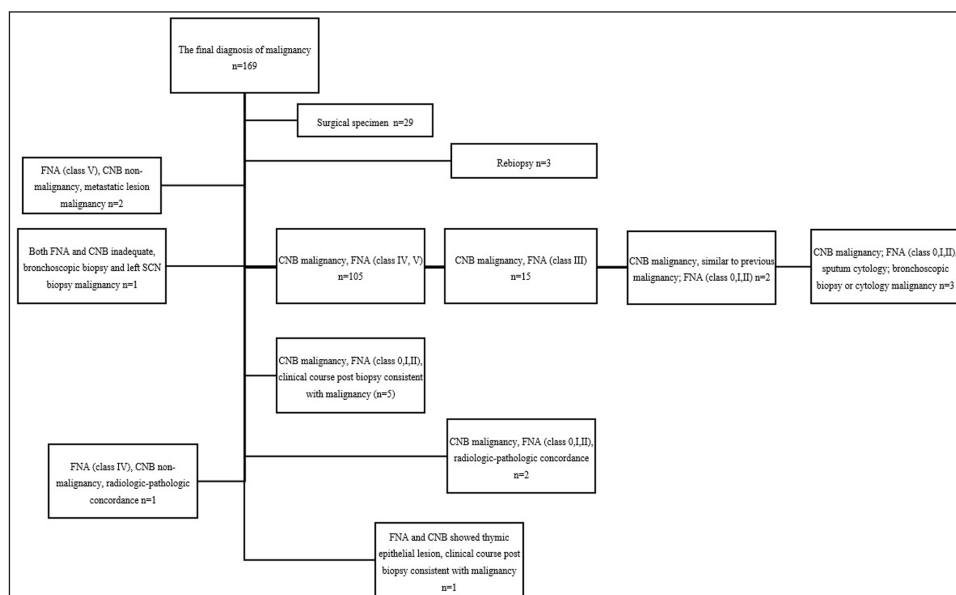 The final diagnosis of malignancy
n=169
Surgical specimen n=29
Rebiopsy n=3
FNA (class V), CNB non-
malignancy, metastatic lesion
malignancy n=2
Both FNA and CNB inadequate,
bronchoscopic biopsy and left SCN
biopsy malignancy n=1
CNB malignancy, FNA (class IV, V)
n=105
CNB malignancy, FNA (class III)
n=15
CNB malignancy, similar to previous
malignancy; FNA (class 0,I,II) n=2
CNB malignancy; FNA (class 0,I,II),
sputum cytology; bronchoscopic
biopsy or cytology malignancy n=3
CNB malignancy, FNA (class 0,I,II),
clinical course post biopsy consistent
with malignancy (n=5)
CNB malignancy, FNA (class 0,I,II),
radiologic-pathologic concordance
n=2
FNA (class IV), CNB non-
malignancy, radiologic-pathologic
concordance n=1
FNA and CNB showed thymic
epithelial lesion, clinical course post
biopsy consistent with malignancy
n=1